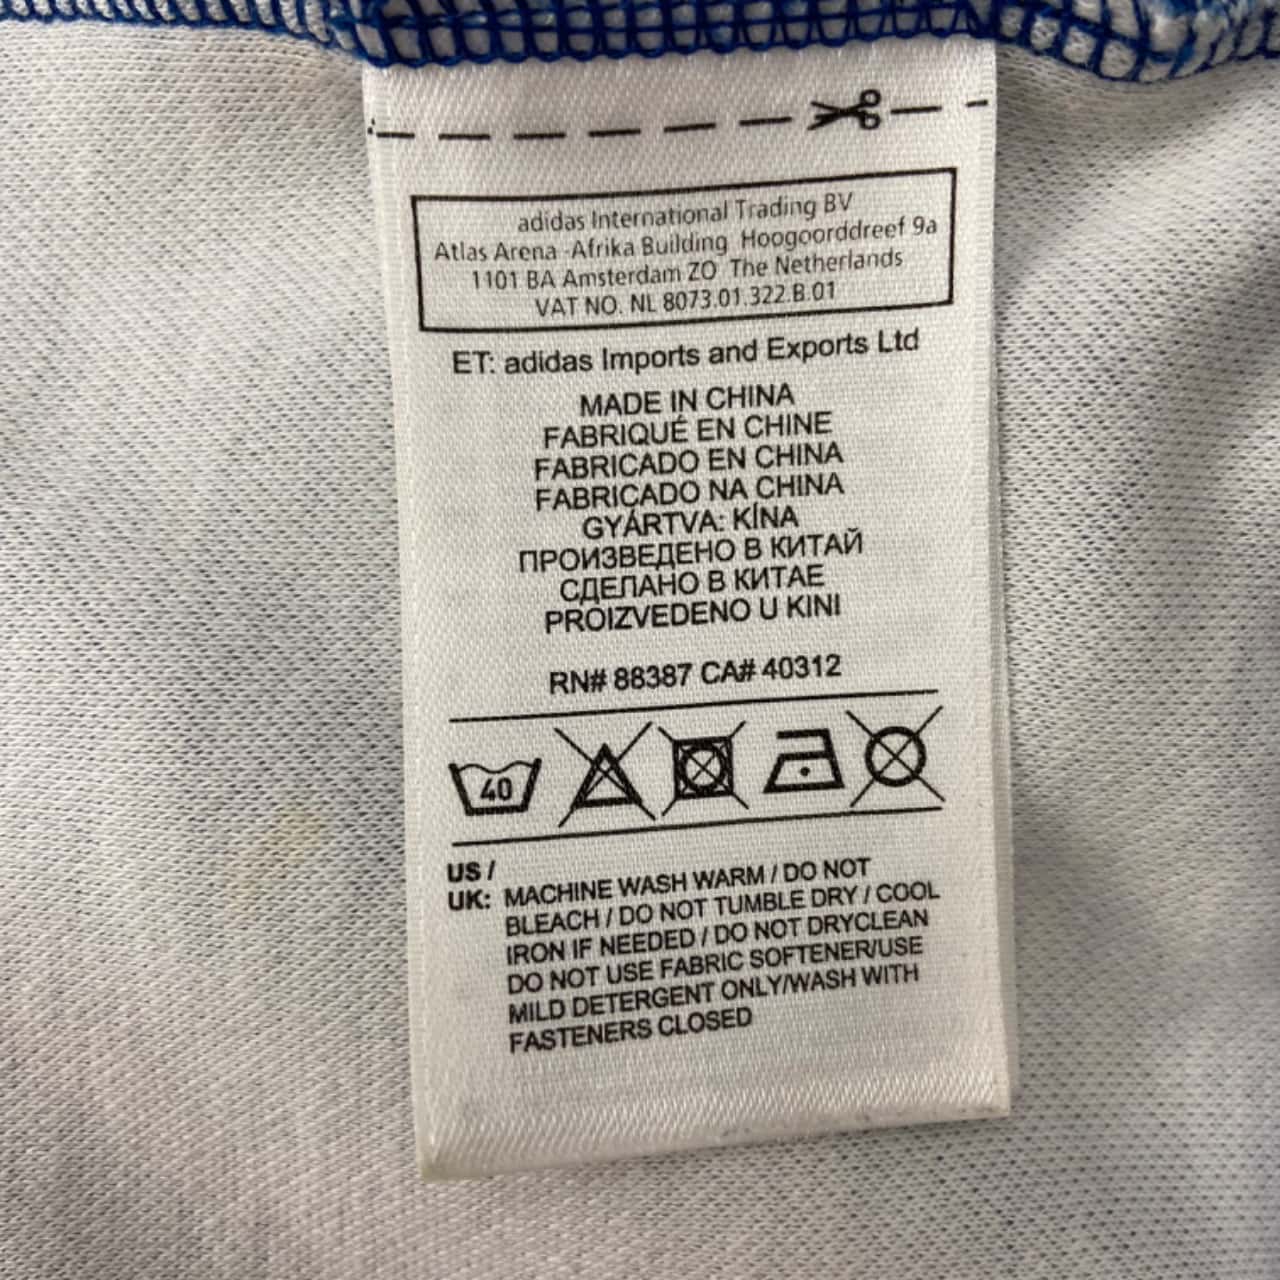 adidas International Trading BV
Atlas Arena -Afrika Building Hoogoorddreef 9a
1101 BA Amsterdam ZO The Netherlands
VAT NO. NL 8073.01.322.B.01
ET: adidas Imports and Exports Ltd
MADE IN CHINA
FABRIQUÉ EN CHINE
FABRICADO EN CHINA
FABRICADO NA CHINA
GYÁRTVA: KÍNA
ПРОИЗВЕДЕНО В КИТАЙ
СДЕЛАНО В КИТАЕ
PROIZVEDENO U KINI
RN# 88387 CA# 40312
40
US /
UK: MACHINE WASH WARM / DO NOT
BLEACH / DO NOT TUMBLE DRY / COOL
IRON IF NEEDED / DO NOT DRYCLEAN
DO NOT USE FABRIC SOFTENER/USE
MILD DETERGENT ONLY/WASH WITH
FASTENERS CLOSED